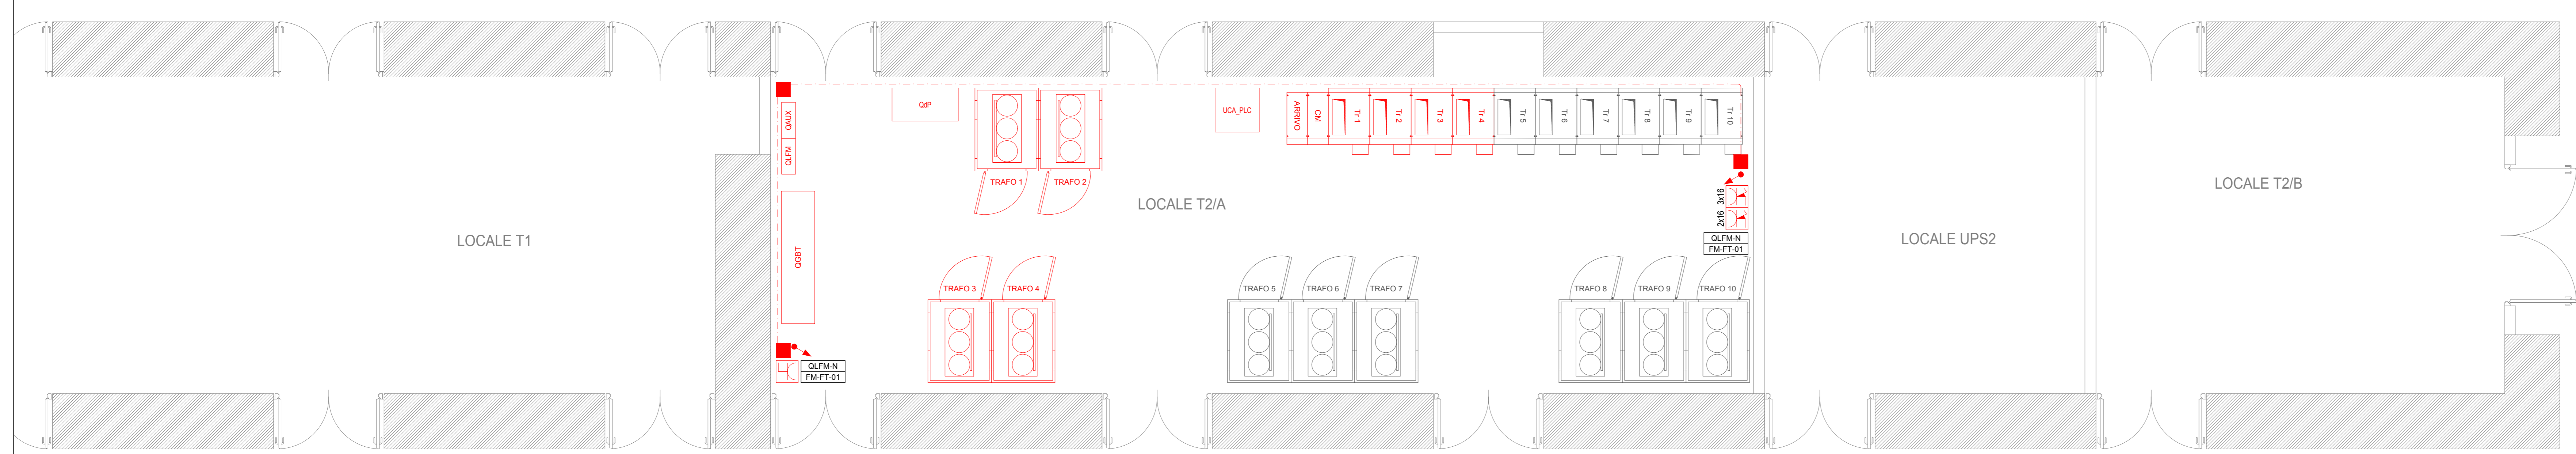 QdP
UCA_PLC
QAUX
QLFM
ARRIVO
CM
Tr 1
Tr 2
Tr 3
Tr 4
Tr 5
Tr 6
Tr 7
Tr 8
Tr 9
Tr 10
TRAFO 1
TRAFO 2
LOCALE T1
LOCALE T2/A
LOCALE UPS2
LOCALE T2/B
3x16
2x16
QLFM-N
FM-FT-01
QGBT
TRAFO 3
TRAFO 4
TRAFO 5
TRAFO 6
TRAFO 7
TRAFO 8
TRAFO 9
TRAFO 10
QLFM-N
FM-FT-01